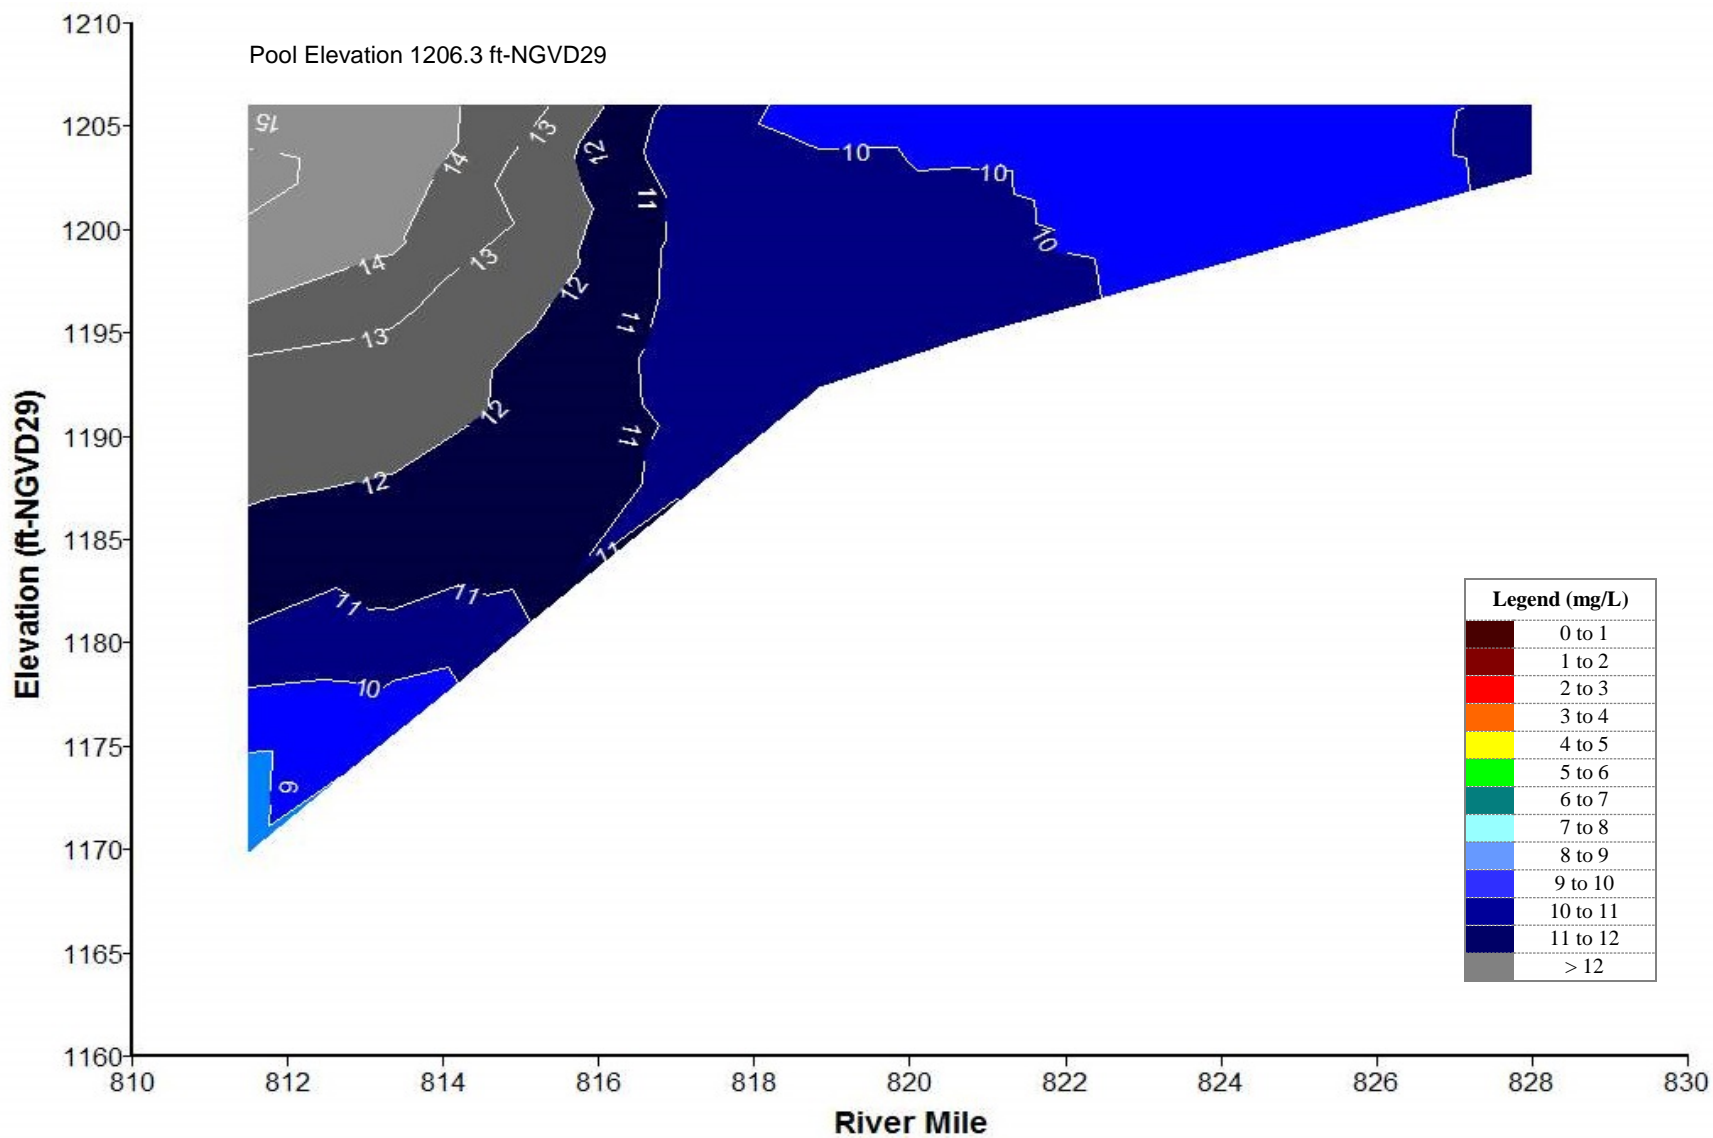 Pool Elevation 1206.3 ft-NGVD29
Elevation (ft-NGVD29)
1210
1205
1200
1195
1190
1185
1180
1175
1170
1165
1160
15
14
13
12
11
10
10
10
14
13
12
11
13
12
11
12
11
11
11
10
9
Legend (mg/L)
0 to 1
1 to 2
2 to 3
3 to 4
4 to 5
5 to 6
6 to 7
7 to 8
8 to 9
9 to 10
10 to 11
11 to 12
> 12
810 812 814 816 818 820 822 824 826 828 830
River Mile